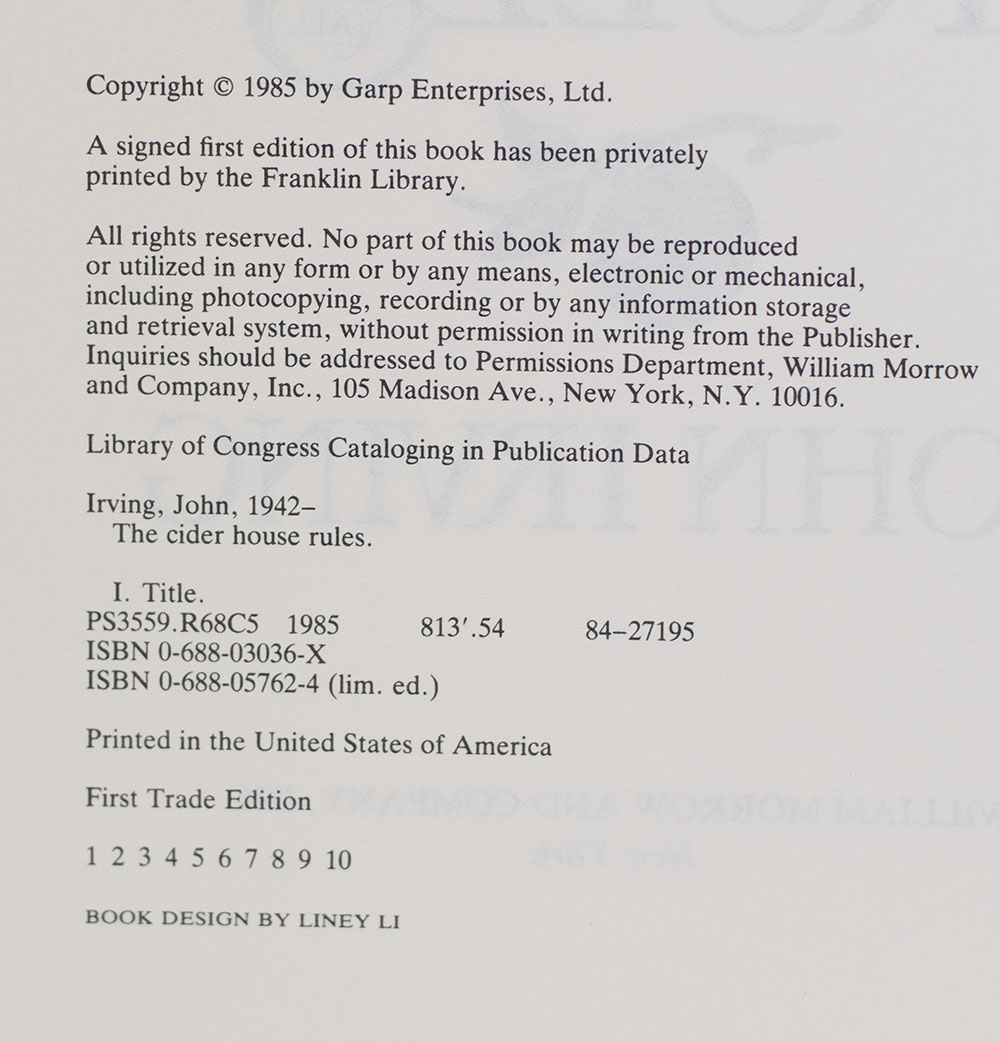 Copyright © 1985 by Garp Enterprises, Ltd.
A signed first edition of this book has been privately
printed by the Franklin Library.
All rights reserved. No part of this book may be reproduced
or utilized in any form or by any means, electronic or mechanical,
including photocopying, recording or by any information storage
and retrieval system, without permission in writing from the Publisher.
Inquiries should be addressed to Permissions Department, William Morrow
and Company, Inc., 105 Madison Ave., New York, N.Y. 10016.
Library of Congress Cataloging in Publication Data
Irving, John, 1942–
The cider house rules.
I. Title.
PS3559.R68C5 1985 813′.54 84–27195
ISBN 0-688-03036-X
ISBN 0-688-05762-4 (lim. ed.)
Printed in the United States of America
First Trade Edition
1 2 3 4 5 6 7 8 9 10
BOOK DESIGN BY LINEY LI